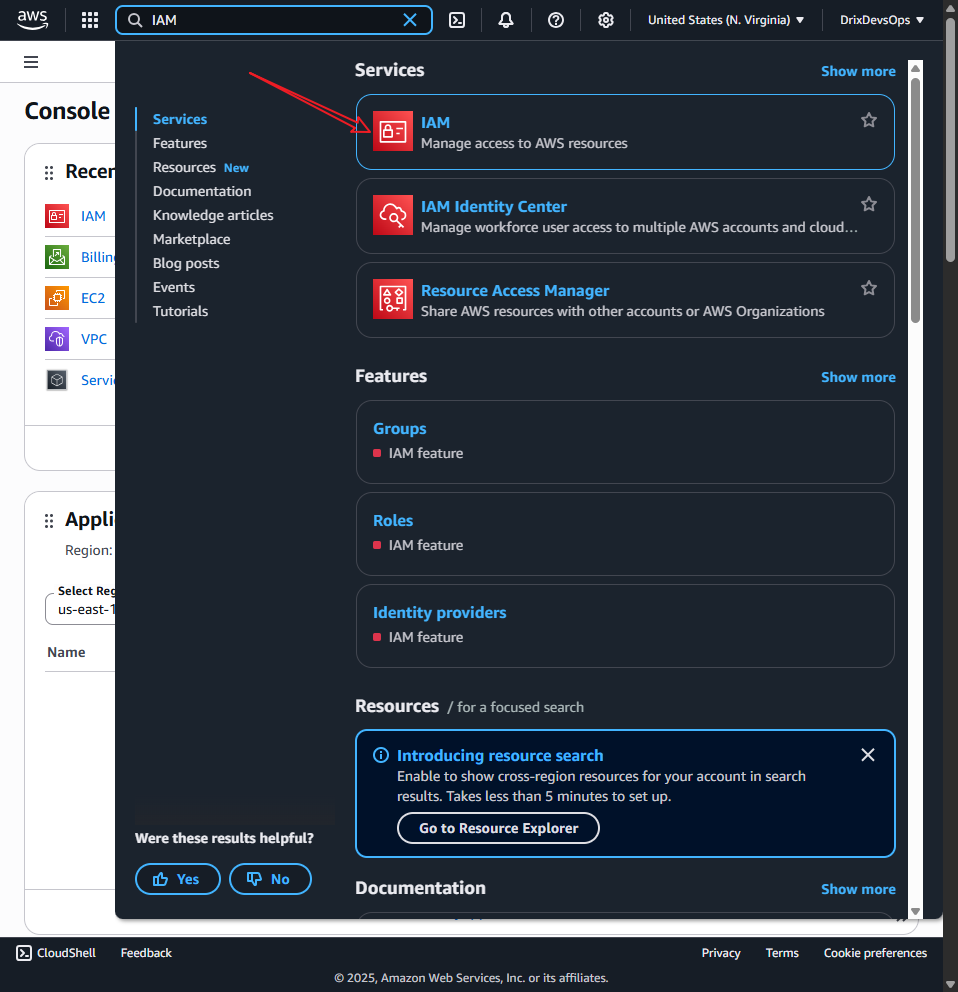 aws
IAM
United States (N. Virginia)
DrixDevsOps
Console
Recen
IAM
Billing
EC2
VPC
Servi
Appli
Region:
Select Reg
us-east-1
Name
Services
Features
Resources New
Documentation
Knowledge articles
Marketplace
Blog posts
Events
Tutorials
Were these results helpful?
Yes
No
Services
Show more
IAM
Manage access to AWS resources
IAM Identity Center
Manage workforce user access to multiple AWS accounts and cloud…
Resource Access Manager
Share AWS resources with other accounts or AWS Organizations
Features
Show more
Groups
IAM feature
Roles
IAM feature
Identity providers
IAM feature
Resources / for a focused search
Introducing resource search
Enable to show cross-region resources for your account in search
results. Takes less than 5 minutes to set up.
Go to Resource Explorer
Documentation
Show more
CloudShell
Feedback
Privacy
Terms
Cookie preferences
© 2025, Amazon Web Services, Inc. or its affiliates.